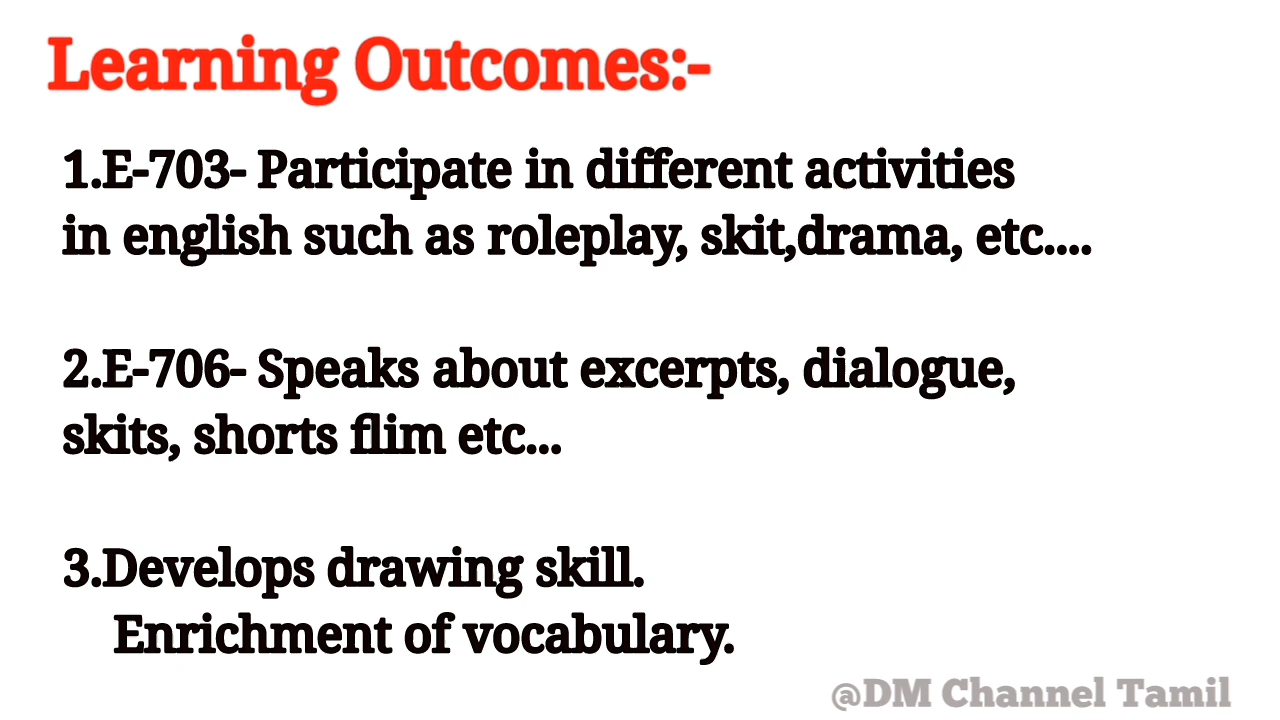 Learning Outcomes:-
1.E-703- Participate in different activities
in english such as roleplay, skit,drama, etc....
2.E-706- Speaks about excerpts, dialogue,
skits, shorts flim etc...
3.Develops drawing skill.
Enrichment of vocabulary.
@DM Channel Tamil